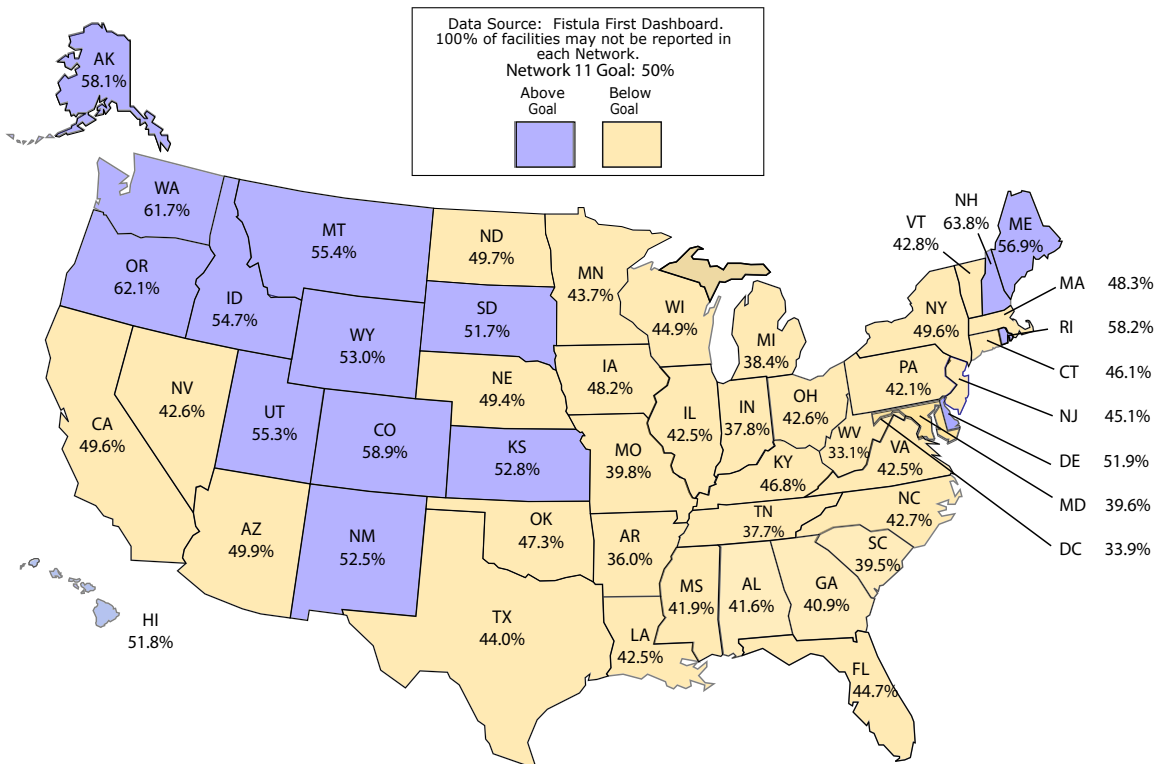 Data Source: Fistula First Dashboard.
100% of facilities may not be reported in
each Network.
Network 11 Goal: 50%
Above
Goal
Below
Goal
AK
58.1%
WA
61.7%
OR
62.1%
ID
54.7%
MT
55.4%
WY
53.0%
ND
49.7%
SD
51.7%
NE
49.4%
KS
52.8%
CA
49.6%
NV
42.6%
UT
55.3%
CO
58.9%
AZ
49.9%
NM
52.5%
OK
47.3%
TX
44.0%
HI
51.8%
MN
43.7%
IA
48.2%
MO
39.8%
AR
36.0%
LA
42.5%
WI
44.9%
IL
42.5%
MI
38.4%
IN
37.8%
OH
42.6%
KY
46.8%
TN
37.7%
MS
41.9%
AL
41.6%
GA
40.9%
FL
44.7%
SC
39.5%
NC
42.7%
VA
42.5%
WV
33.1%
PA
42.1%
NY
49.6%
VT
42.8%
NH
63.8%
ME
56.9%
MA 48.3%
RI 58.2%
CT 46.1%
NJ 45.1%
DE 51.9%
MD 39.6%
DC 33.9%